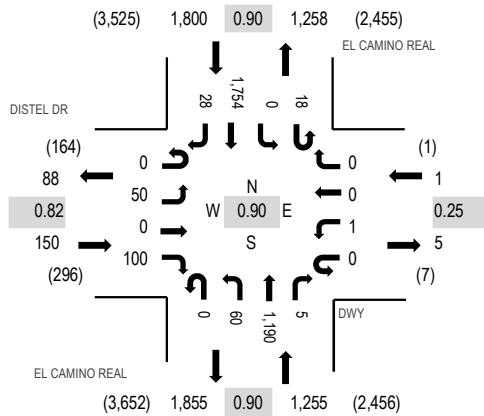 (3,525) 1,800 0.90 1,258 (2,455)
EL CAMINO REAL
28 1,754 0 18
DISTEL DR
(164)
88
0.82
150
(296)
0
50
0
100
N
W 0.90 E
S
0
0
1
0
(1)
1
0.25
5
(7)
0 60 1,190 5
DWY
EL CAMINO REAL
(3,652) 1,855 0.90 1,255 (2,456)